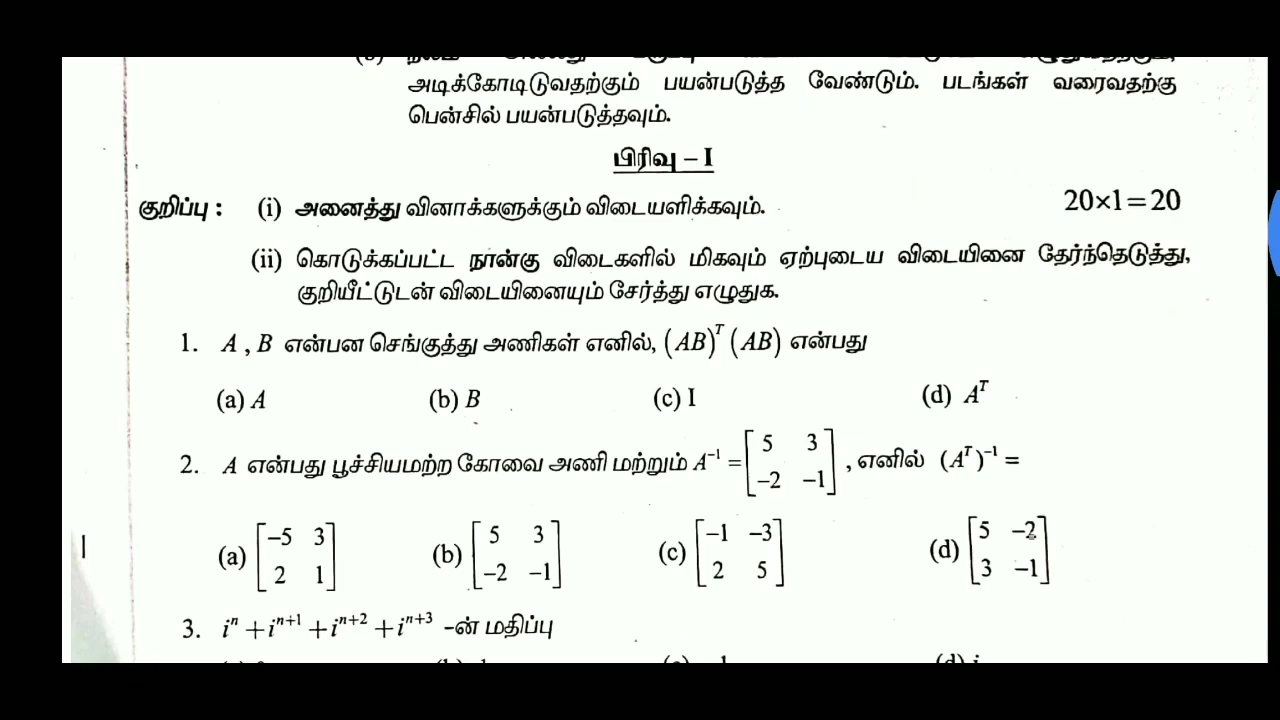 அடிக்கோடிடுவதற்கும் பயன்படுத்த வேண்டும். படங்கள் வரைவதற்கு
பென்சில் பயன்படுத்தவும்.
பிரிவு – I
குறிப்பு : (i) அனைத்து வினாக்களுக்கும் விடையளிக்கவும். 20×1=20
(ii) கொடுக்கப்பட்ட நான்கு விடைகளில் மிகவும் ஏற்புடைய விடையினை தேர்ந்தெடுத்து,
குறியீட்டுடன் விடையினையும் சேர்த்து எழுதுக.
1. A , B என்பன செங்குத்து அணிகள் எனில், (AB)^T (AB) என்பது
(a) A (b) B (c) I (d) A^T
2. A என்பது பூச்சியமற்ற கோவை அணி மற்றும் A^–1 = [5 3; –2 –1] , எனில் (A^T)^–1 =
(a) [–5 3; 2 1] (b) [5 3; –2 –1] (c) [–1 –3; 2 5] (d) [5 –2; 3 –1]
3. i^n + i^n+1 + i^n+2 + i^n+3 -ன் மதிப்பு